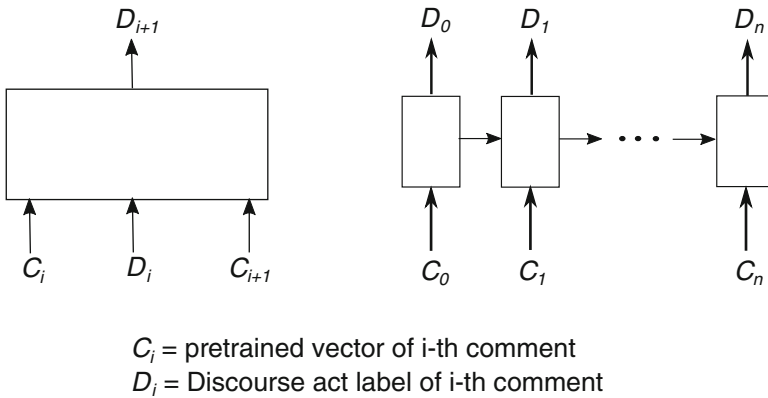 D_{i+1} D_0 D_1 D_n
C_i D_i C_{i+1} C_0 C_1 C_n
C_i = pretrained vector of i-th comment
D_i = Discourse act label of i-th comment